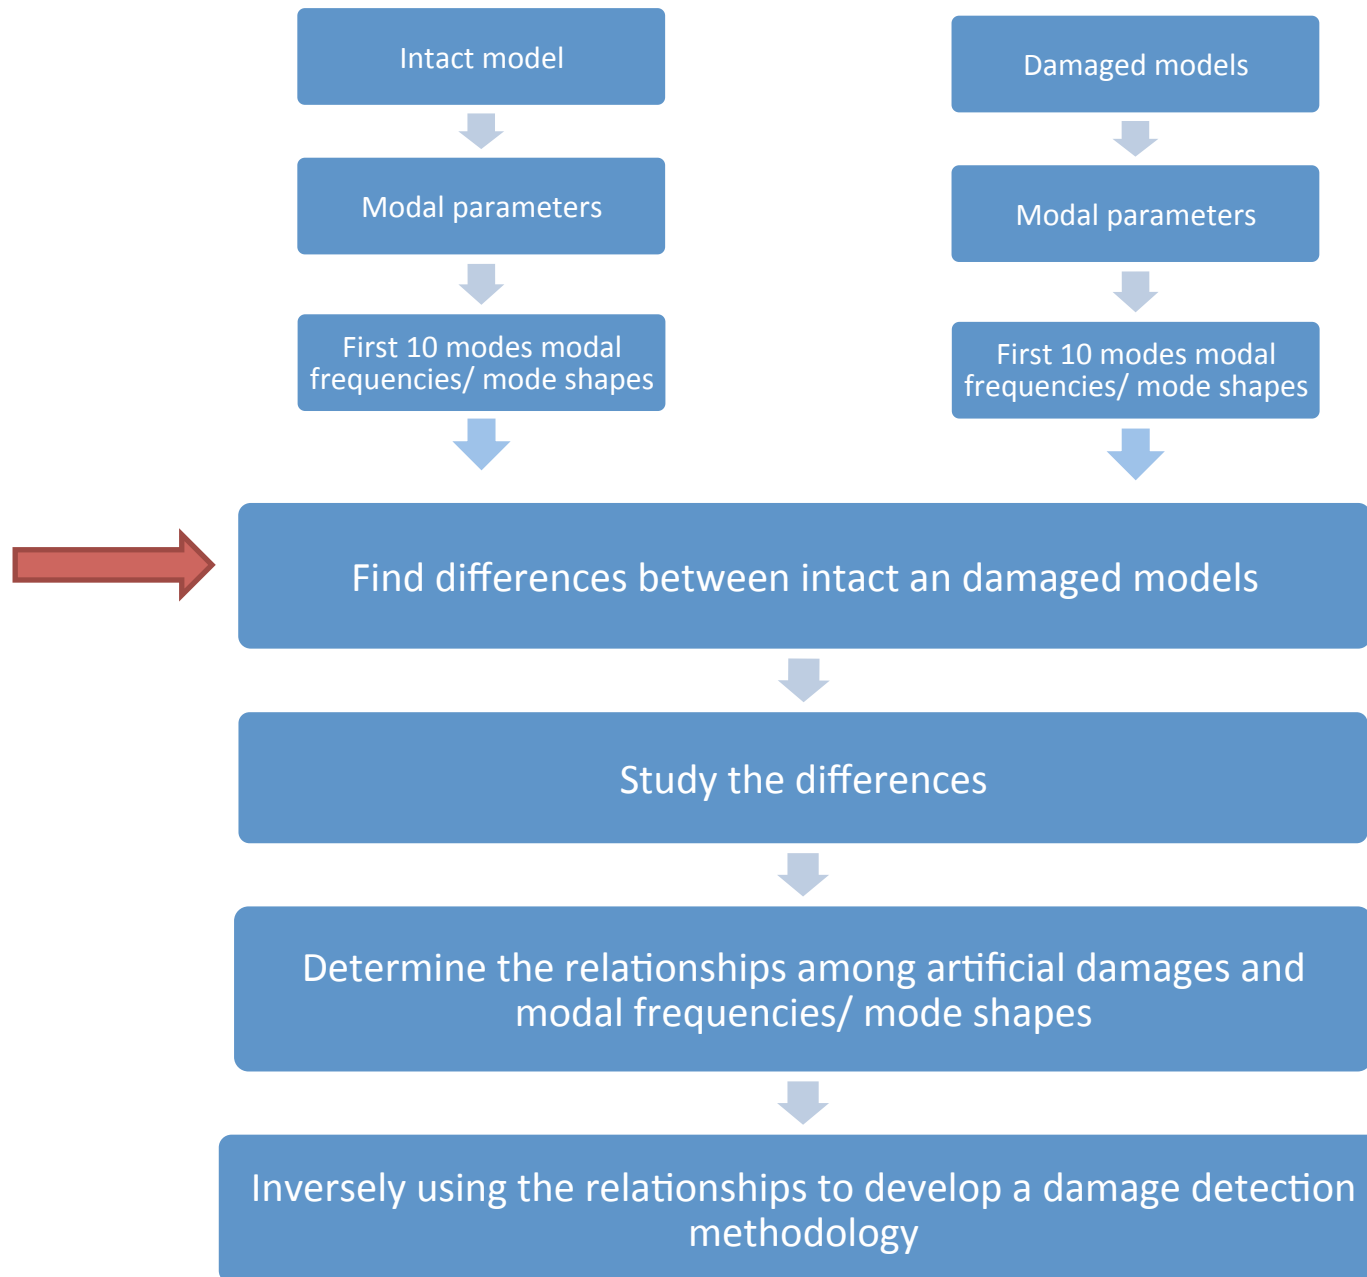 Intact model
Damaged models
Modal parameters
Modal parameters
First 10 modes modal
frequencies/ mode shapes
First 10 modes modal
frequencies/ mode shapes
Find differences between intact an damaged models
Study the differences
Determine the relationships among artificial damages and
modal frequencies/ mode shapes
Inversely using the relationships to develop a damage detection
methodology